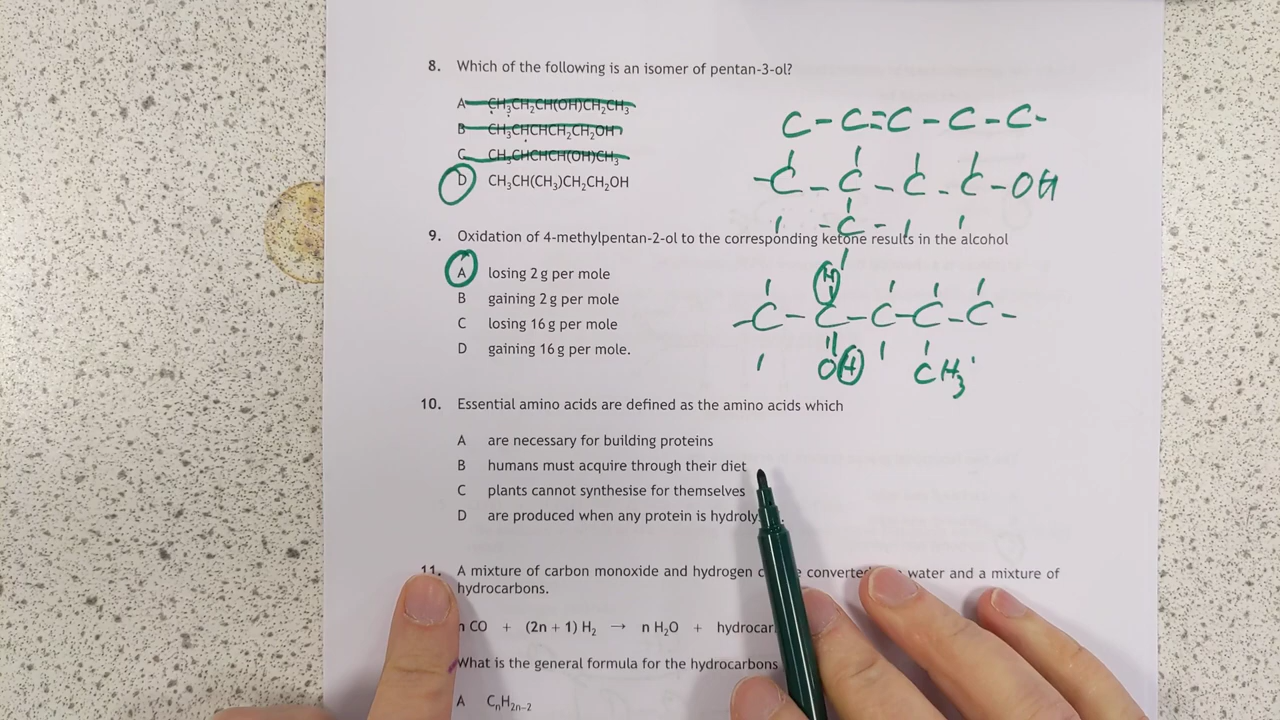 8. Which of the following is an isomer of pentan-3-ol?
A CH₃CH₂CH(OH)CH₂CH₃
B CH₃CHCHCH₂CH₂OH
C CH₃CHCHCH(OH)CH₃
D CH₃CH(CH₃)CH₂CH₂OH
C-C=C-C-C-
-C-C-C-C-OH
-C-
9. Oxidation of 4-methylpentan-2-ol to the corresponding ketone results in the alcohol
A losing 2 g per mole
B gaining 2 g per mole
C losing 16 g per mole
D gaining 16 g per mole.
H
-C-C-C-C-C-
OH CH₃
10. Essential amino acids are defined as the amino acids which
A are necessary for building proteins
B humans must acquire through their diet
C plants cannot synthesise for themselves
D are produced when any protein is
11. A mixture of carbon monoxide and hydrogen converted water and a mixture of
hydrocarbons.
n CO + (2n + 1) H₂ → n H₂O +
What is the general formula for the hydrocarbons
A CₙH₂ₙ₋₂